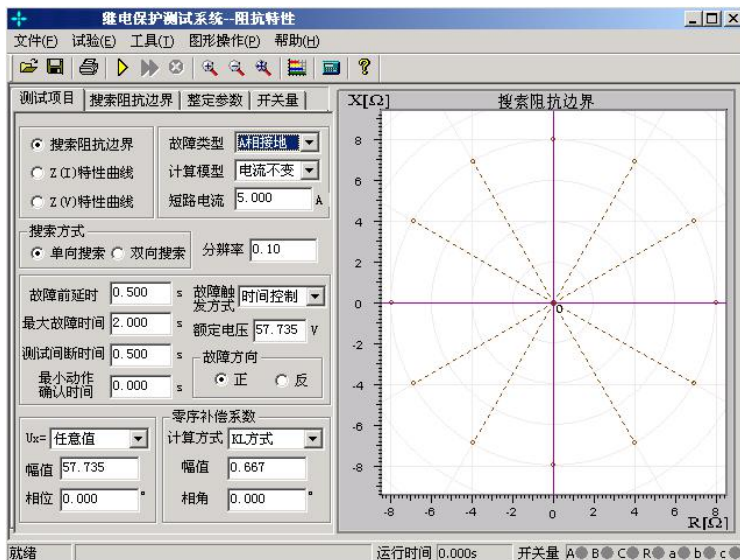 继电保护测试系统--阻抗特性
文件(F) 试验(E) 工具(T) 图形操作(P) 帮助(H)
测试项目 搜索阻抗边界 整定参数 开关量
搜索阻抗边界
Z(I)特性曲线
Z(V)特性曲线
故障类型 A相接地
计算模型 电流不变
短路电流 5.000 A
搜索方式
单向搜索 双向搜索
分辨率 0.10
故障前延时 0.500 s
最大故障时间 2.000 s
测试间断时间 0.500 s
最小动作
确认时间 0.000 s
故障触
发方式 时间控制
额定电压 57.735 V
故障方向
正 反
Ux= 任意值
幅值 57.735
相位 0.000 °
零序补偿系数
计算方式 KL方式
幅值 0.667
相角 0.000 °
X[Ω] 搜索阻抗边界
8
6
4
2
0
-2
-4
-6
-8
0
-8 -6 -4 -2 0 2 4 6 8
R[Ω]
就绪 运行时间 0.000s 开关量 A B C R a b c